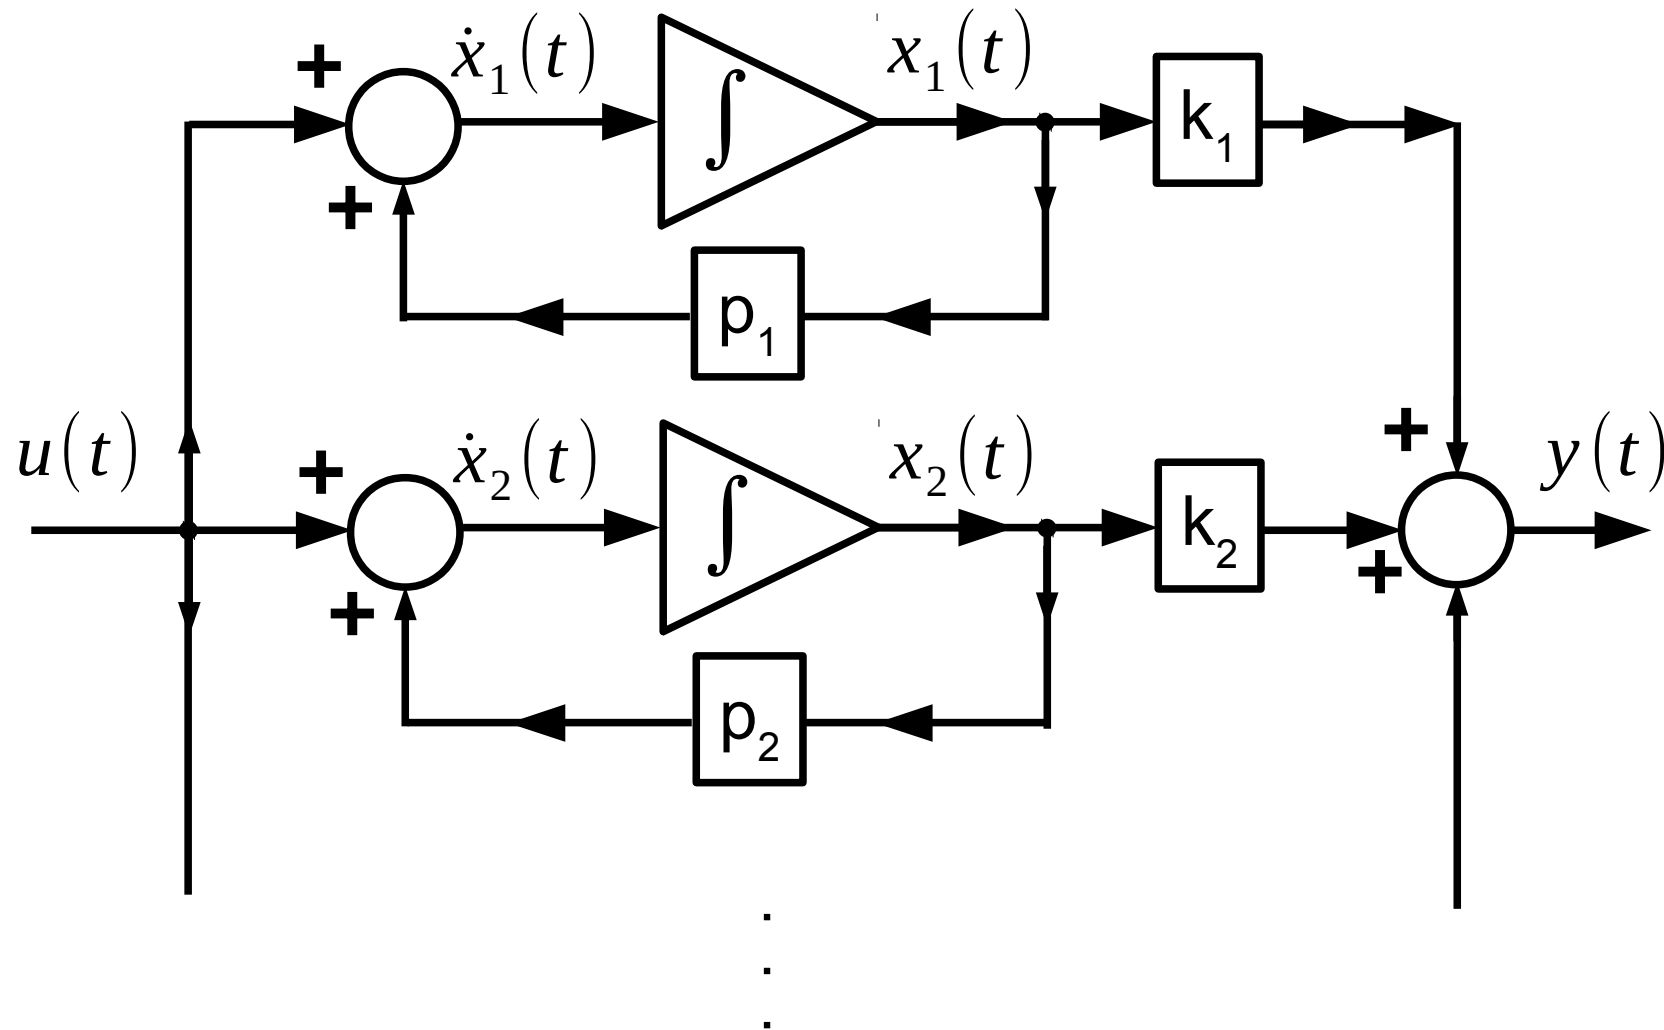 + ẋ₁(t) ∫ x₁(t) k₁
+ p₁
u(t) + ẋ₂(t) ∫ x₂(t) k₂ + y(t)
+ p₂ +
.
.
.